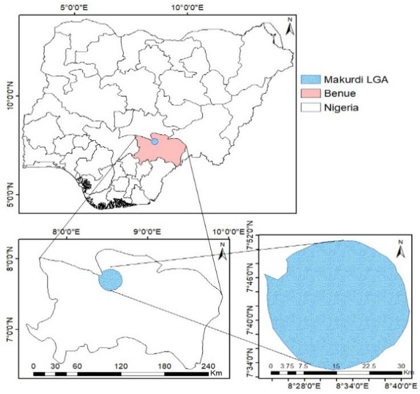 5°0'0"E 10°0'0"E
N
10°0'0"N
5°0'0"N
Makurdi LGA
Benue
Nigeria
8°0'0"E 9°0'0"E 10°0'0"E
8°0'0"N
7°0'0"N
N
0 30 60 120 180 240
Km
7°52'N
7°46'0"N
7°40'0"N
7°34'0"N
N
0 3.75 7.5 15 22.5 30
Km
8°28'0"E 8°34'0"E 8°40'0"E